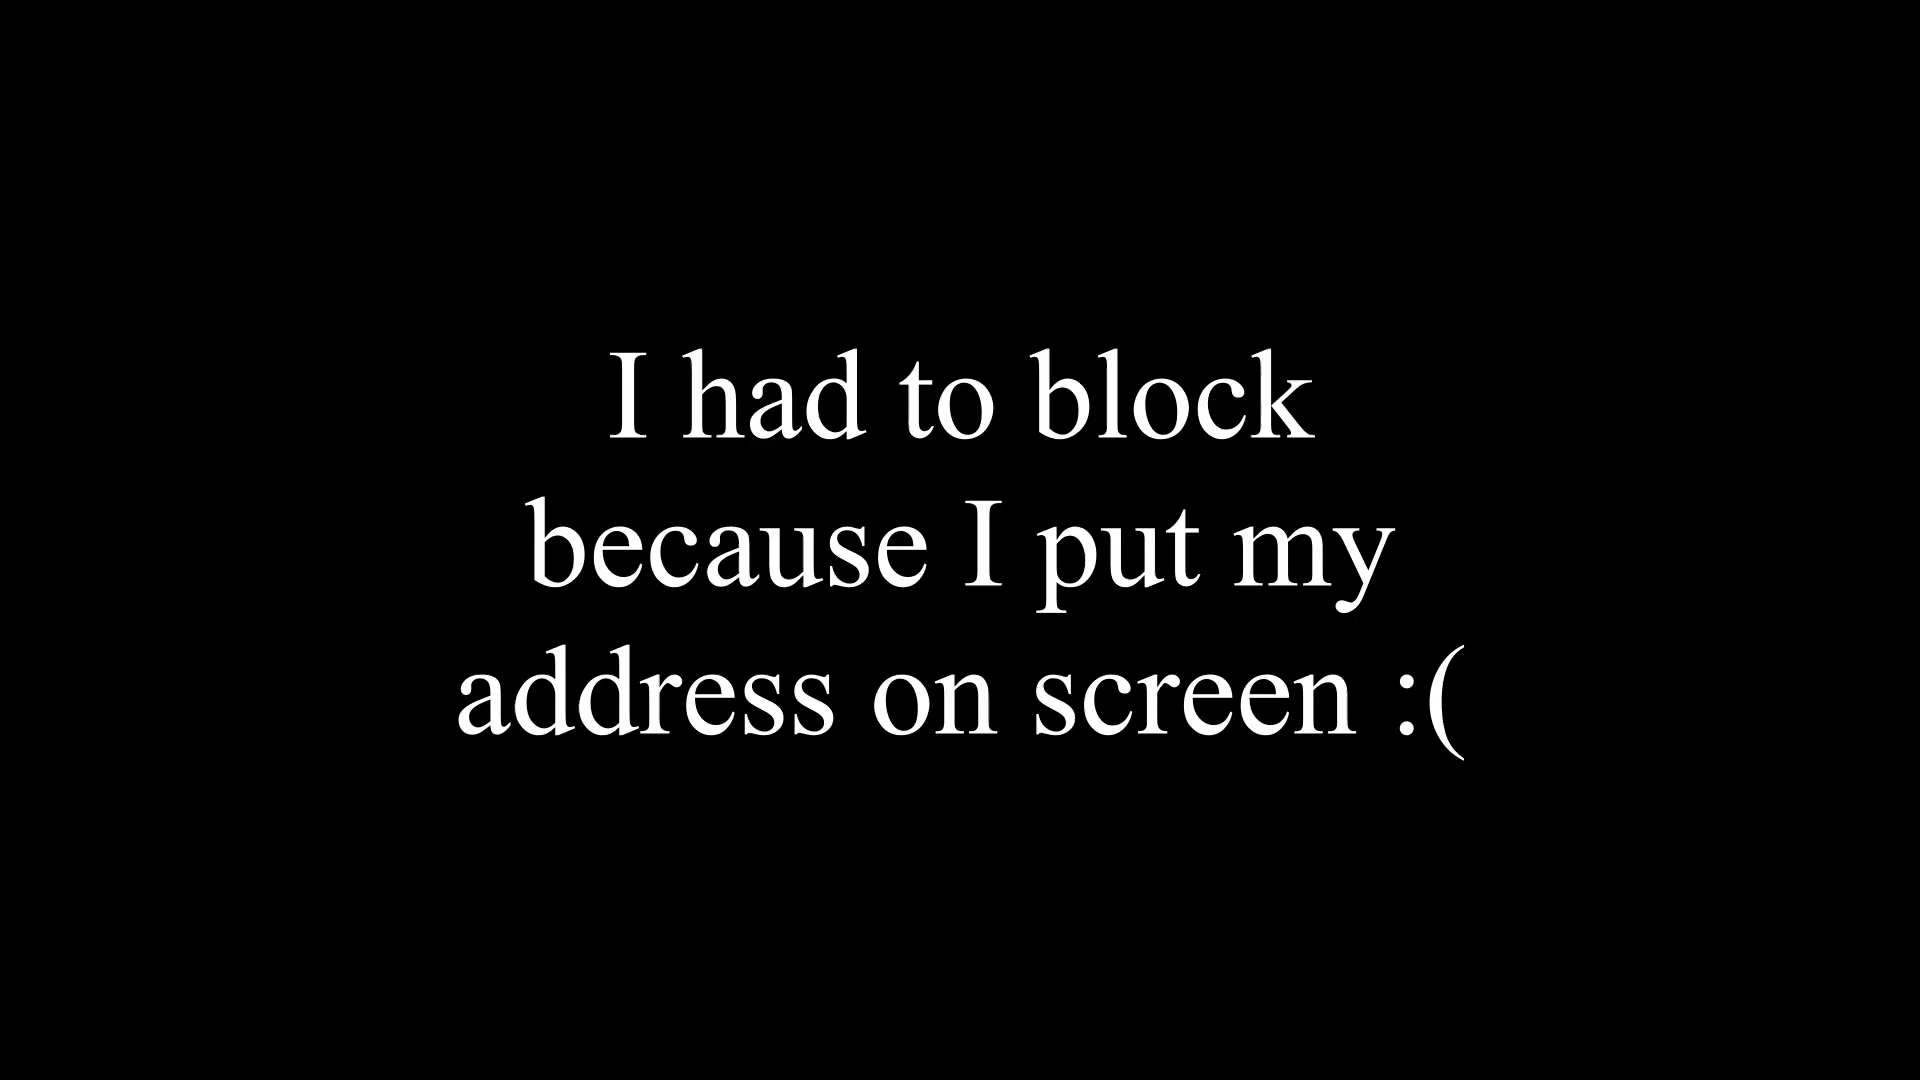 I had to block
because I put my
address on screen :(